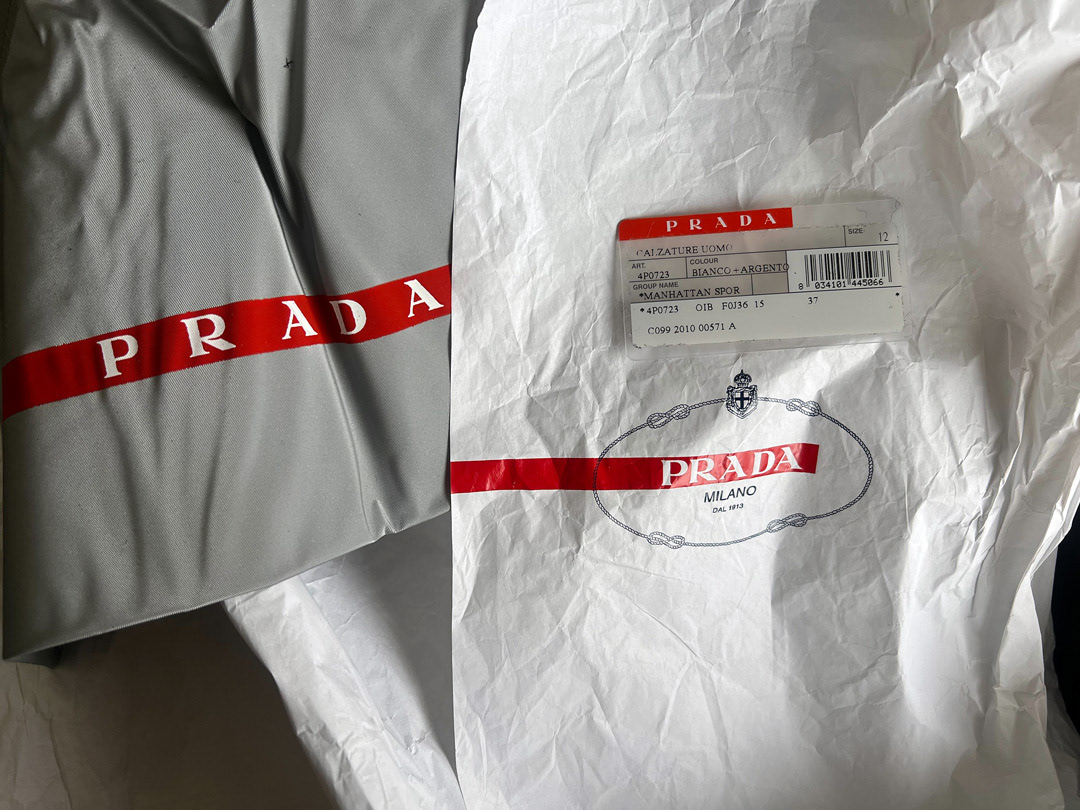 PRADA
PRADA
CALZATURE UOMO
SIZE
12
ART.
4P0723
COLOUR
BIANCO+ARGENTO
GROUP NAME
*MANHATTAN SPOR
8 034101 445066
*4P0723 OIB F0J36 15 37 *
C099 2010 00571 A
PRADA
MILANO
DAL 1913